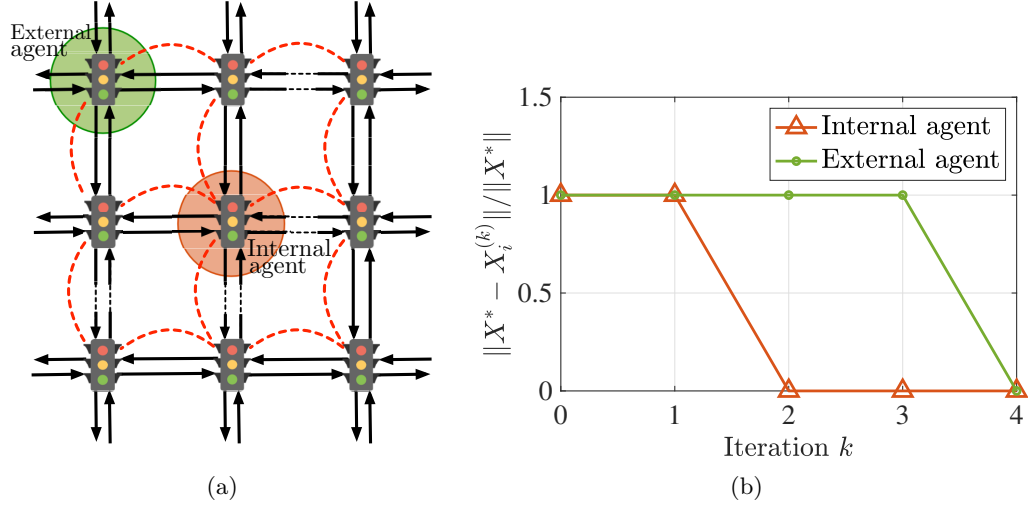 External
agent
Internal
agent
(a)
1.5
1
0.5
0
0 1 2 3 4
‖X* − X_i^{(k)}‖/‖X*‖
Iteration k
Internal agent
External agent
(b)